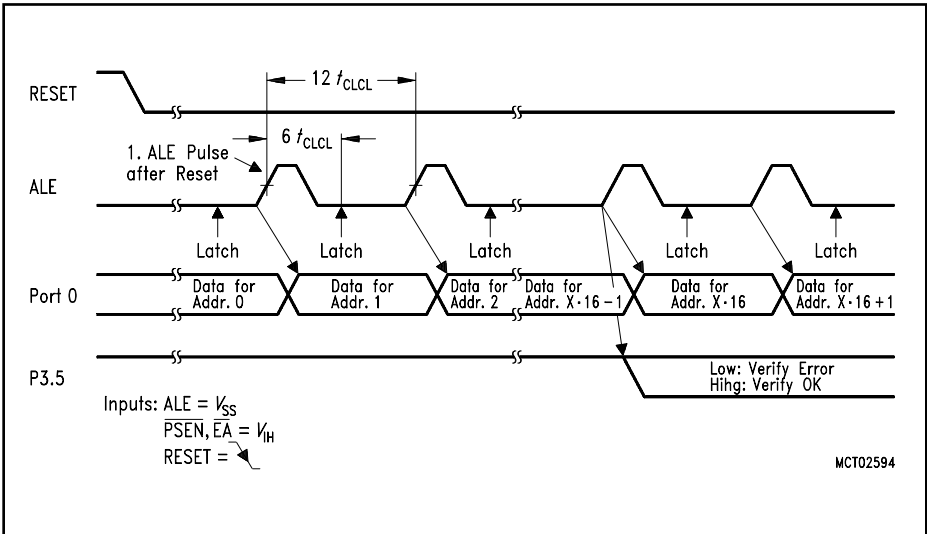 RESET
12 tCLCL
6 tCLCL
1. ALE Pulse
after Reset
ALE
Latch Latch Latch Latch Latch
Port 0
Data for
Addr. 0
Data for
Addr. 1
Data for
Addr. 2
Data for
Addr. X·16 −1
Data for
Addr. X·16
Data for
Addr. X·16 +1
P3.5
Low: Verify Error
Hihg: Verify OK
Inputs: ALE = VSS
PSEN, EA = VIH
RESET =
MCT02594